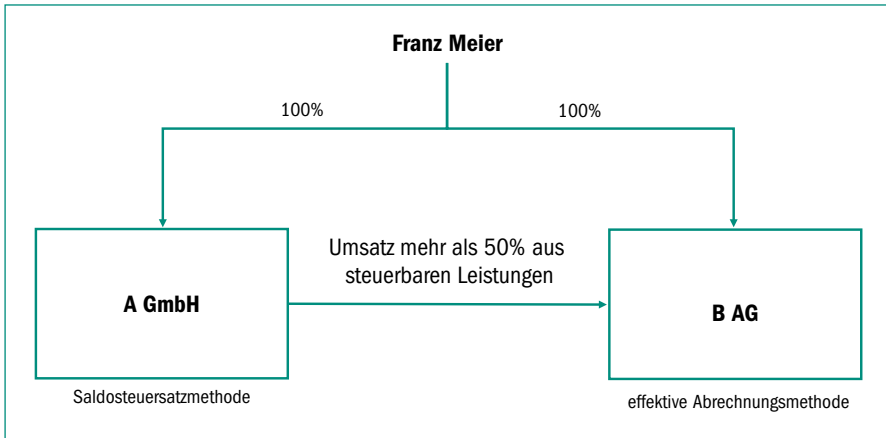 Franz Meier
100%
100%
Umsatz mehr als 50% aus
steuerbaren Leistungen
A GmbH
B AG
Saldosteuersatzmethode
effektive Abrechnungsmethode